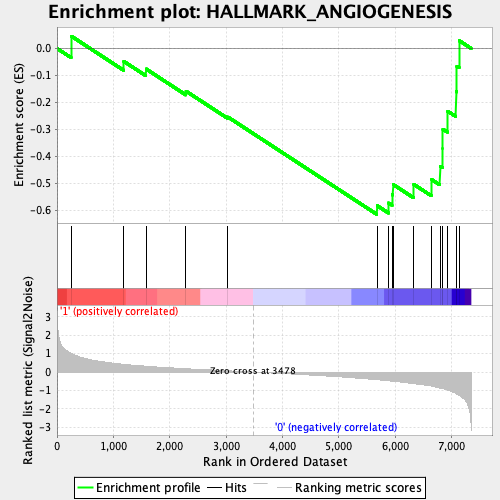 Enrichment plot: HALLMARK_ANGIOGENESIS
Enrichment score (ES)
0.0
-0.1
-0.2
-0.3
-0.4
-0.5
-0.6
'1' (positively correlated)
Ranked list metric (Signal2Noise)
3
2
1
0
-1
-2
-3
Zero cross at 3478
'0' (negatively correlated)
0
1,000
2,000
3,000
4,000
5,000
6,000
7,000
Rank in Ordered Dataset
Enrichment profile
Hits
Ranking metric scores